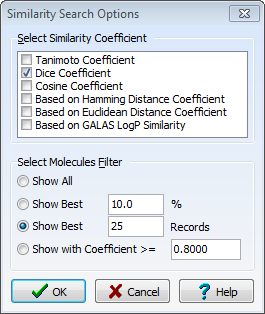 Similarity Search Options
Select Similarity Coefficient
Tanimoto Coefficient
Dice Coefficient
Cosine Coefficient
Based on Hamming Distance Coefficient
Based on Euclidean Distance Coefficient
Based on GALAS LogP Similarity
Select Molecules Filter
Show All
Show Best 10.0 %
Show Best 25 Records
Show with Coefficient >= 0.8000
OK Cancel ? Help